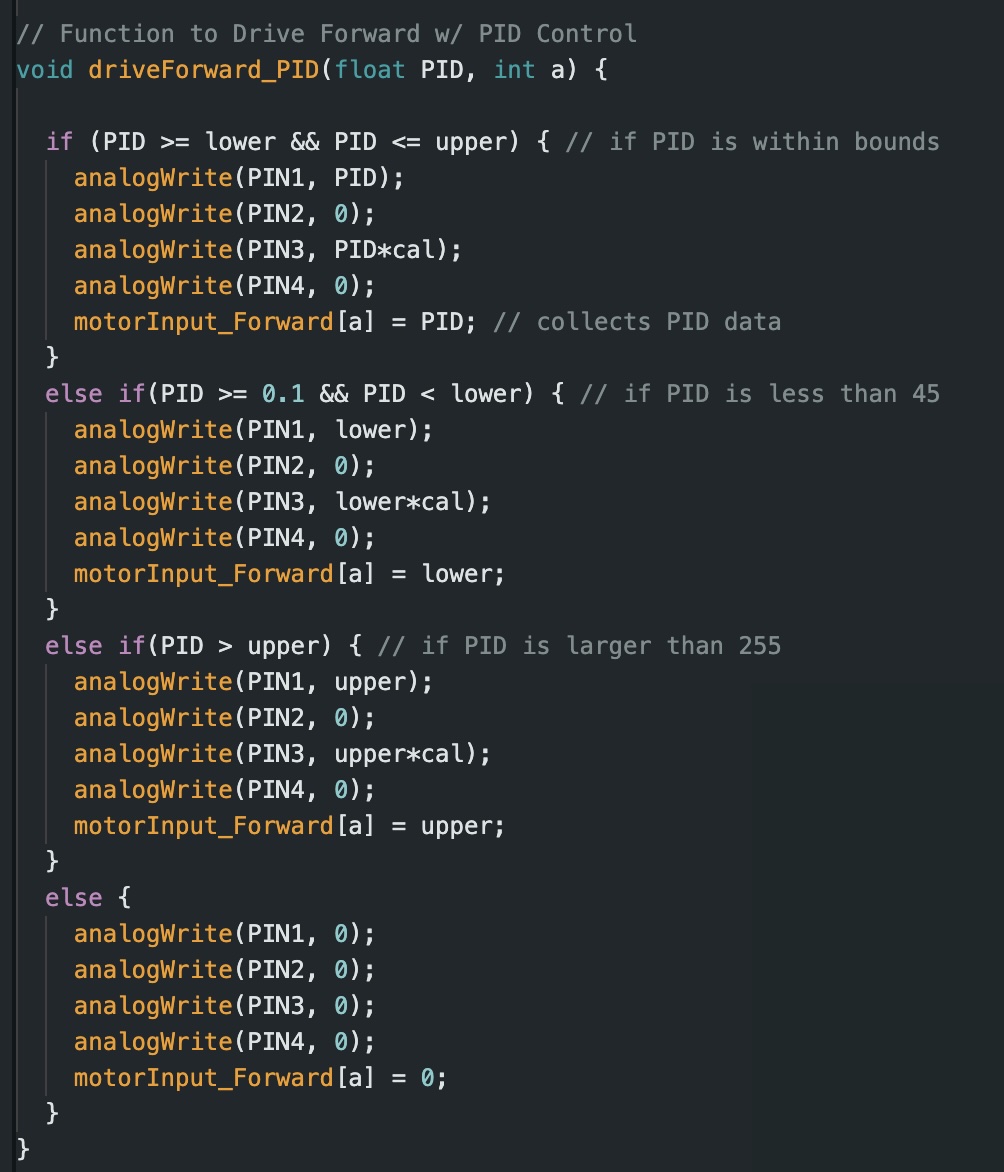 // Function to Drive Forward w/ PID Control
void driveForward_PID(float PID, int a) {
if (PID >= lower && PID <= upper) { // if PID is within bounds
analogWrite(PIN1, PID);
analogWrite(PIN2, 0);
analogWrite(PIN3, PID*cal);
analogWrite(PIN4, 0);
motorInput_Forward[a] = PID; // collects PID data
}
else if(PID >= 0.1 && PID < lower) { // if PID is less than 45
analogWrite(PIN1, lower);
analogWrite(PIN2, 0);
analogWrite(PIN3, lower*cal);
analogWrite(PIN4, 0);
motorInput_Forward[a] = lower;
}
else if(PID > upper) { // if PID is larger than 255
analogWrite(PIN1, upper);
analogWrite(PIN2, 0);
analogWrite(PIN3, upper*cal);
analogWrite(PIN4, 0);
motorInput_Forward[a] = upper;
}
else {
analogWrite(PIN1, 0);
analogWrite(PIN2, 0);
analogWrite(PIN3, 0);
analogWrite(PIN4, 0);
motorInput_Forward[a] = 0;
}
}